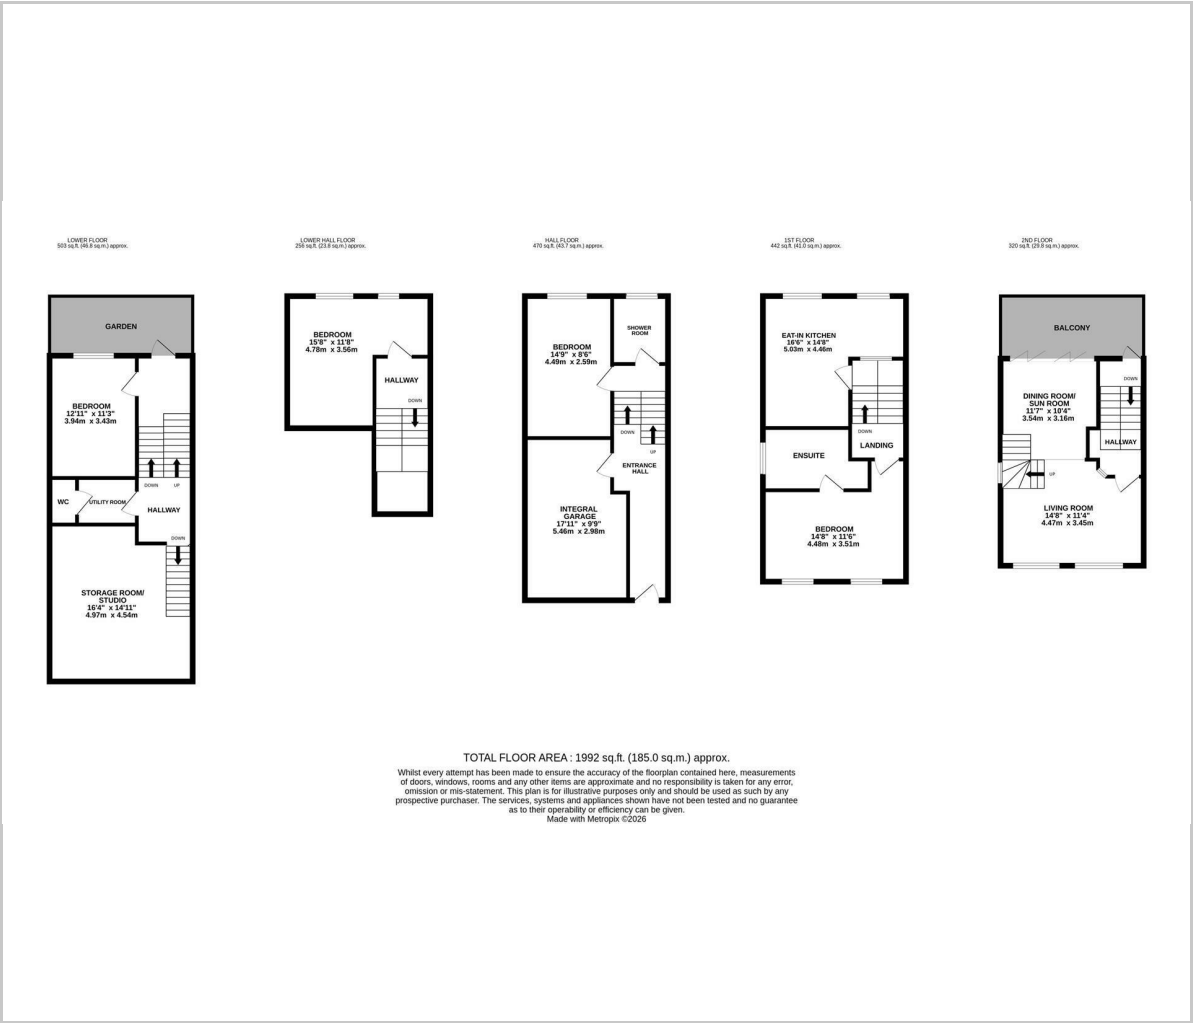 LOWER FLOOR
503 sq.ft. (46.8 sq.m.) approx.
GARDEN
BEDROOM
12'11" x 11'3"
3.94m x 3.43m
DOWN
UP
WC
UTILITY ROOM
HALLWAY
DOWN
STORAGE ROOM/
STUDIO
16'4" x 14'11"
4.97m x 4.54m
LOWER HALL FLOOR
256 sq.ft. (23.8 sq.m.) approx.
BEDROOM
15'8" x 11'8"
4.78m x 3.56m
HALLWAY
DOWN
HALL FLOOR
470 sq.ft. (43.7 sq.m.) approx.
SHOWER
ROOM
BEDROOM
14'9" x 8'6"
4.49m x 2.59m
DOWN
UP
ENTRANCE
HALL
INTEGRAL
GARAGE
17'11" x 9'9"
5.46m x 2.98m
1ST FLOOR
442 sq.ft. (41.0 sq.m.) approx.
EAT-IN KITCHEN
16'6" x 14'8"
5.03m x 4.46m
DOWN
LANDING
ENSUITE
BEDROOM
14'8" x 11'6"
4.48m x 3.51m
2ND FLOOR
320 sq.ft. (29.8 sq.m.) approx.
BALCONY
DOWN
DINING ROOM/
SUN ROOM
11'7" x 10'4"
3.54m x 3.16m
HALLWAY
UP
LIVING ROOM
14'8" x 11'4"
4.47m x 3.45m
TOTAL FLOOR AREA : 1992 sq.ft. (185.0 sq.m.) approx.
Whilst every attempt has been made to ensure the accuracy of the floorplan contained here, measurements
of doors, windows, rooms and any other items are approximate and no responsibility is taken for any error,
omission or mis-statement. This plan is for illustrative purposes only and should be used as such by any
prospective purchaser. The services, systems and appliances shown have not been tested and no guarantee
as to their operability or efficiency can be given.
Made with Metropix ©2026